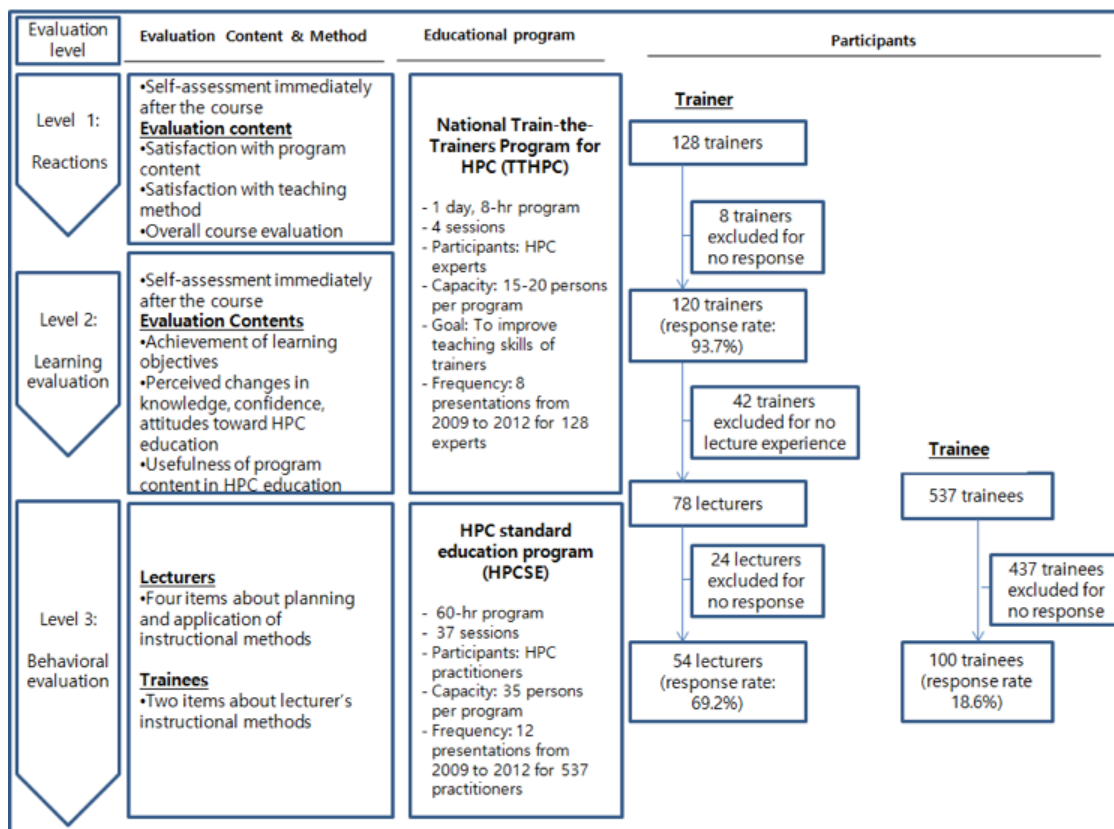 Evaluation
level
Evaluation Content & Method
Educational program
Participants
Level 1:
Reactions
•Self-assessment immediately
after the course
Evaluation content
•Satisfaction with program
content
•Satisfaction with teaching
method
•Overall course evaluation
Level 2:
Learning
evaluation
•Self-assessment immediately
after the course
Evaluation Contents
•Achievement of learning
objectives
•Perceived changes in
knowledge, confidence,
attitudes toward HPC
education
•Usefulness of program
content in HPC education
Level 3:
Behavioral
evaluation
Lecturers
•Four items about planning
and application of
instructional methods
Trainees
•Two items about lecturer's
instructional methods
National Train-the-
Trainers Program for
HPC (TTHPC)
- 1 day, 8-hr program
- 4 sessions
- Participants: HPC
experts
- Capacity: 15-20 persons
per program
- Goal: To improve
teaching skills of
trainers
- Frequency: 8
presentations from
2009 to 2012 for 128
experts
HPC standard
education program
(HPCSE)
- 60-hr program
- 37 sessions
- Participants: HPC
practitioners
- Capacity: 35 persons
per program
- Frequency: 12
presentations from
2009 to 2012 for 537
practitioners
Trainer
128 trainers
8 trainers
excluded for
no response
120 trainers
(response rate:
93.7%)
42 trainers
excluded for no
lecture experience
78 lecturers
24 lecturers
excluded for
no response
54 lecturers
(response rate:
69.2%)
Trainee
537 trainees
437 trainees
excluded for
no response
100 trainees
(response rate
18.6%)